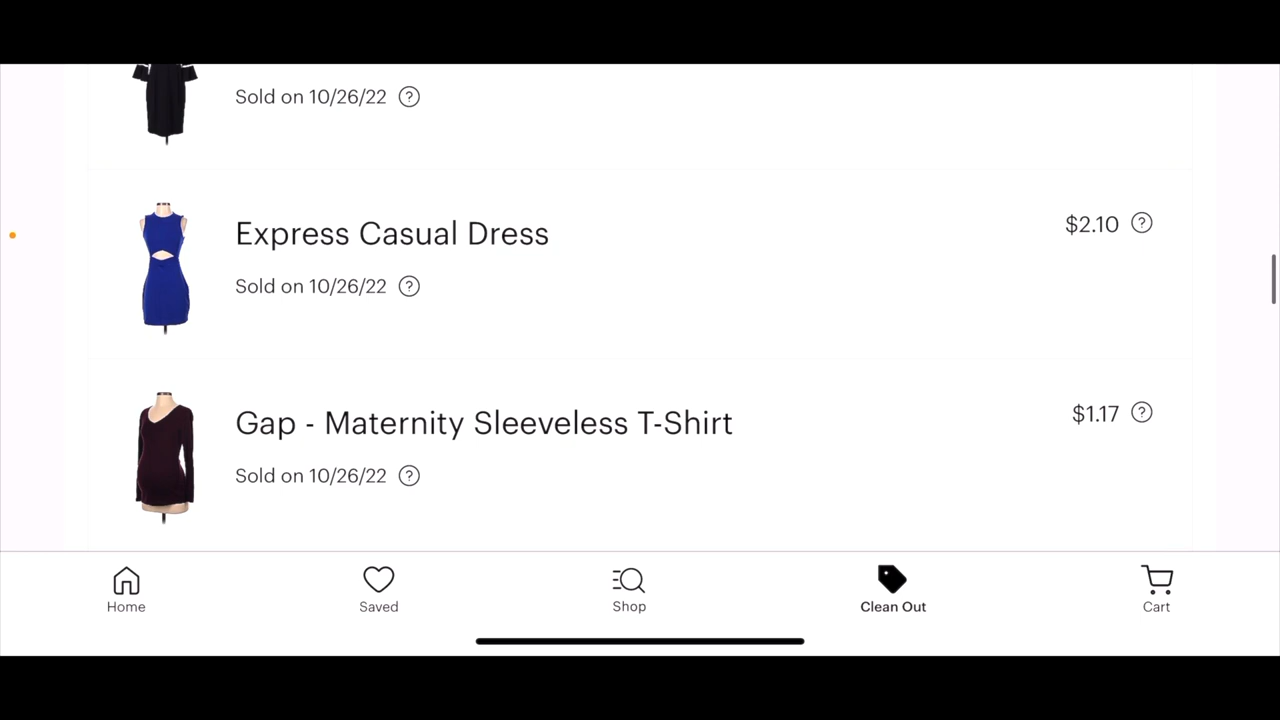 Sold on 10/26/22 ?
Express Casual Dress
$2.10 ?
Sold on 10/26/22 ?
Gap - Maternity Sleeveless T-Shirt
$1.17 ?
Sold on 10/26/22 ?
Home
Saved
Shop
Clean Out
Cart